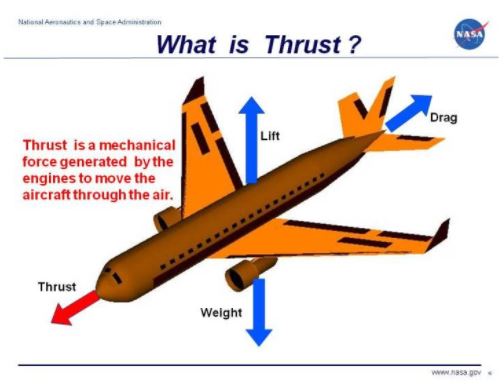 National Aeronautics and Space Administration
NASA
What is Thrust ?
Thrust is a mechanical
force generated by the
engines to move the
aircraft through the air.
Lift
Drag
Thrust
Weight
www.nasa.gov